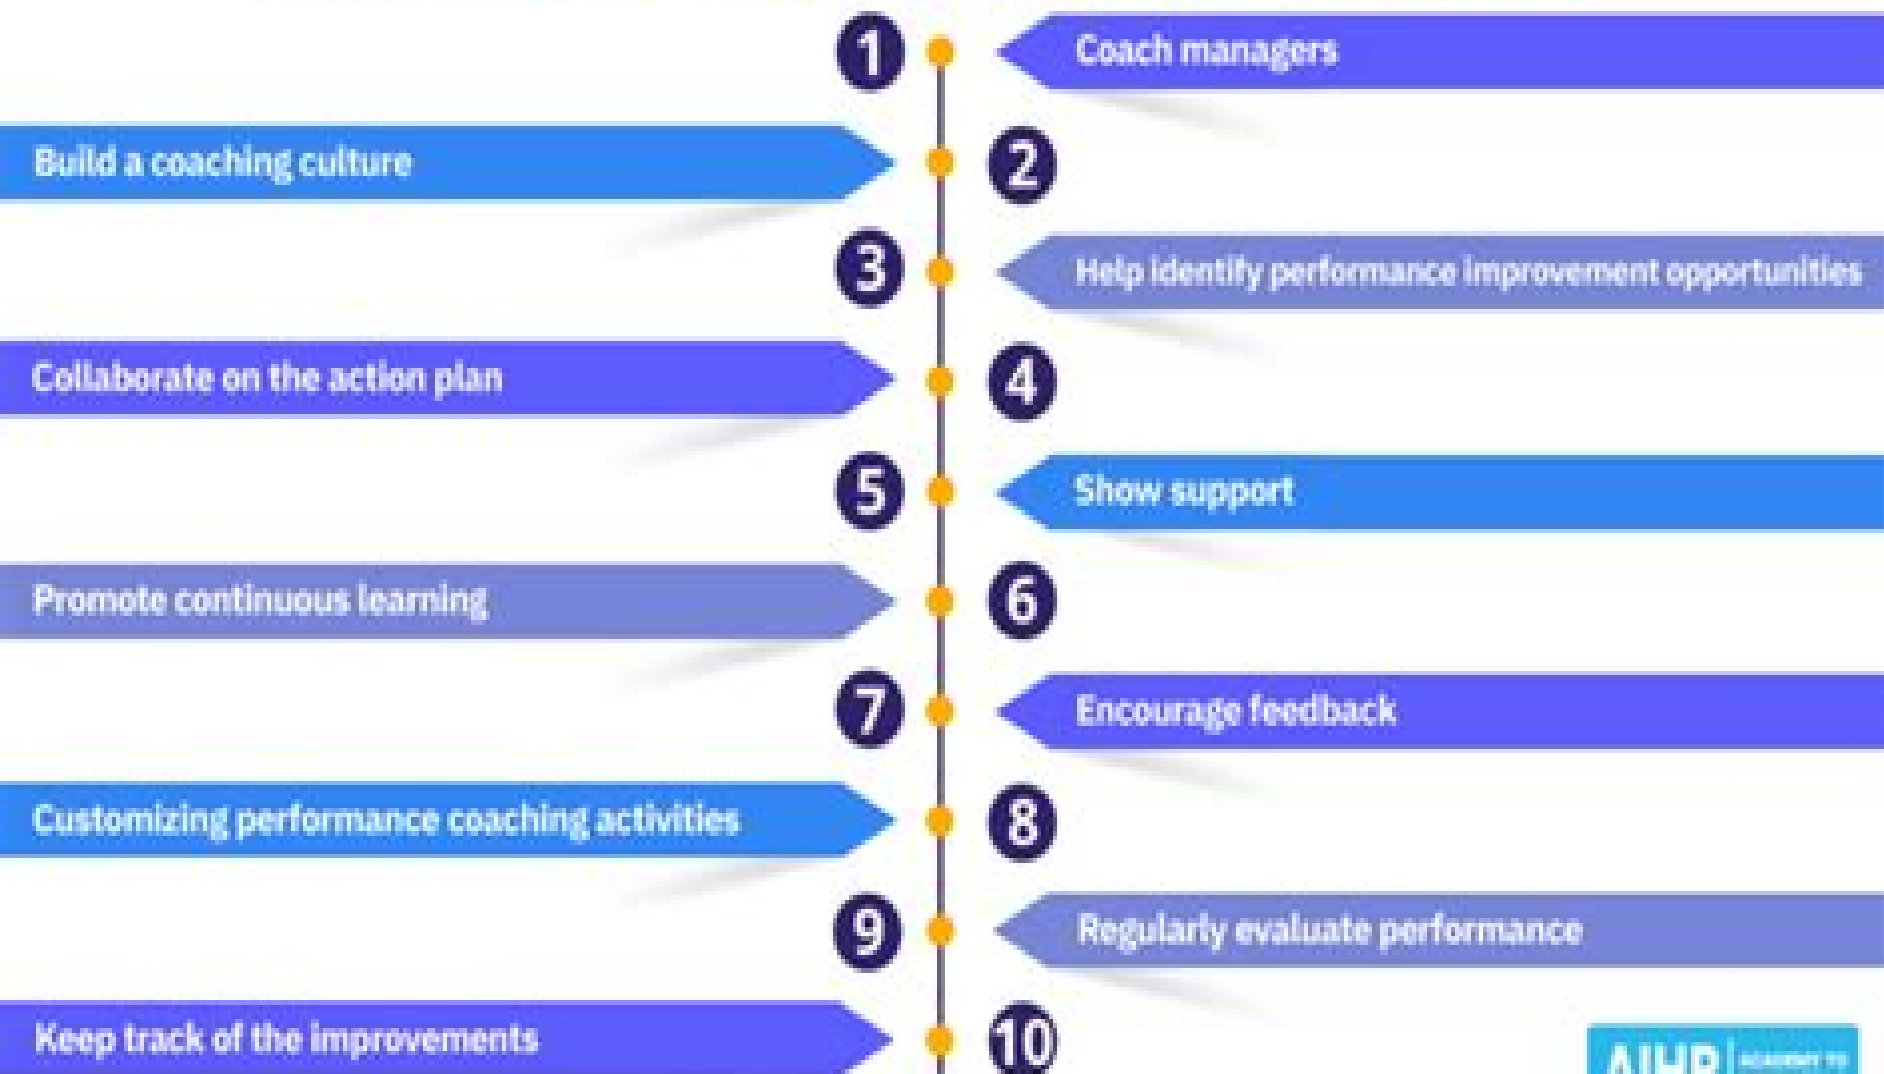 1
Coach managers
Build a coaching culture
2
3
Help identify performance improvement opportunities
Collaborate on the action plan
4
5
Show support
Promote continuous learning
6
7
Encourage feedback
Customizing performance coaching activities
8
9
Regularly evaluate performance
Keep track of the improvements
10
AIHR ACADEMY TO